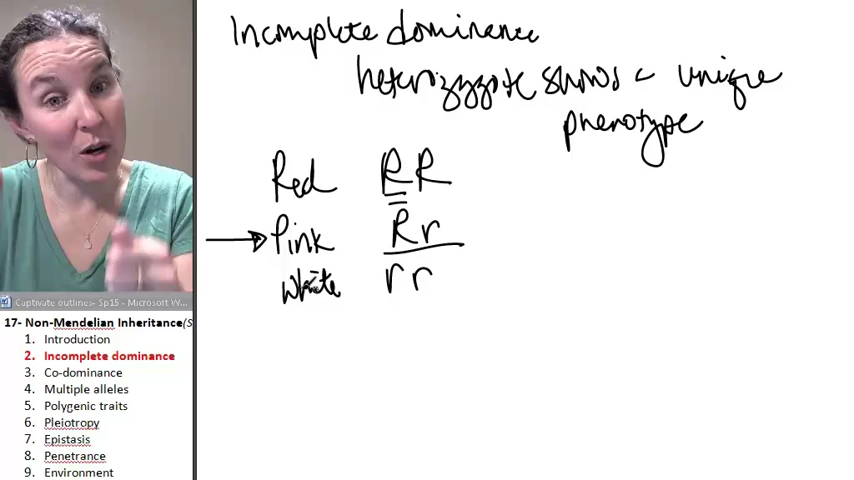 Incomplete dominance
heterozygote shows a unique
phenotype
Red RR
Pink Rr
White rr
Captivate outlines- Sp15 - Microsoft W...
17- Non-Mendelian Inheritance(S
1. Introduction
2. Incomplete dominance
3. Co-dominance
4. Multiple alleles
5. Polygenic traits
6. Pleiotropy
7. Epistasis
8. Penetrance
9. Environment